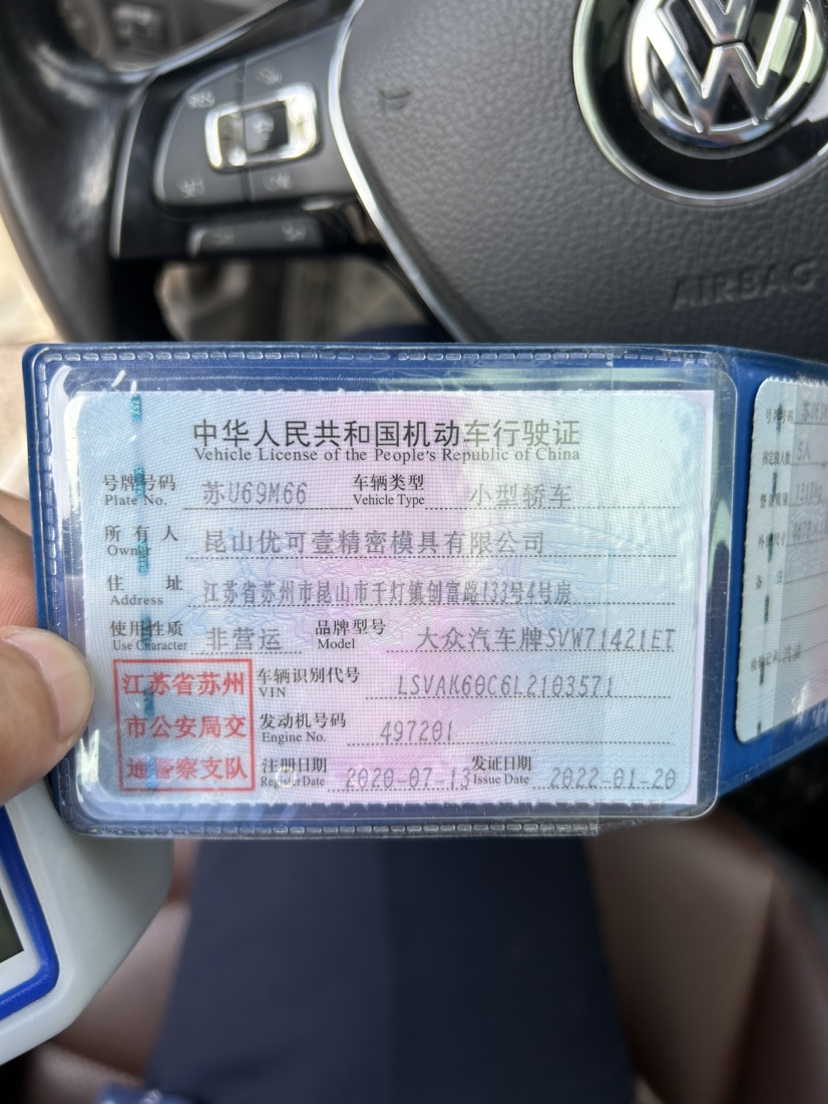 AIRBAG
中华人民共和国机动车行驶证
Vehicle License of the People's Republic of China
号牌号码 苏U69M66 车辆类型 小型轿车
Plate No. Vehicle Type
所有人 昆山优可壹精密模具有限公司
Owner
住址 江苏省苏州市昆山市千灯镇创富路133号4号房
Address
使用性质 非营运 品牌型号 大众汽车牌SVW71421ET
Use Character Model
江苏省苏州
市公安局交
通警察支队
车辆识别代号 LSVAK60C6L2103571
VIN
发动机号码 497201
Engine No.
注册日期 2020-07-13 发证日期 2022-01-20
Register Date Issue Date